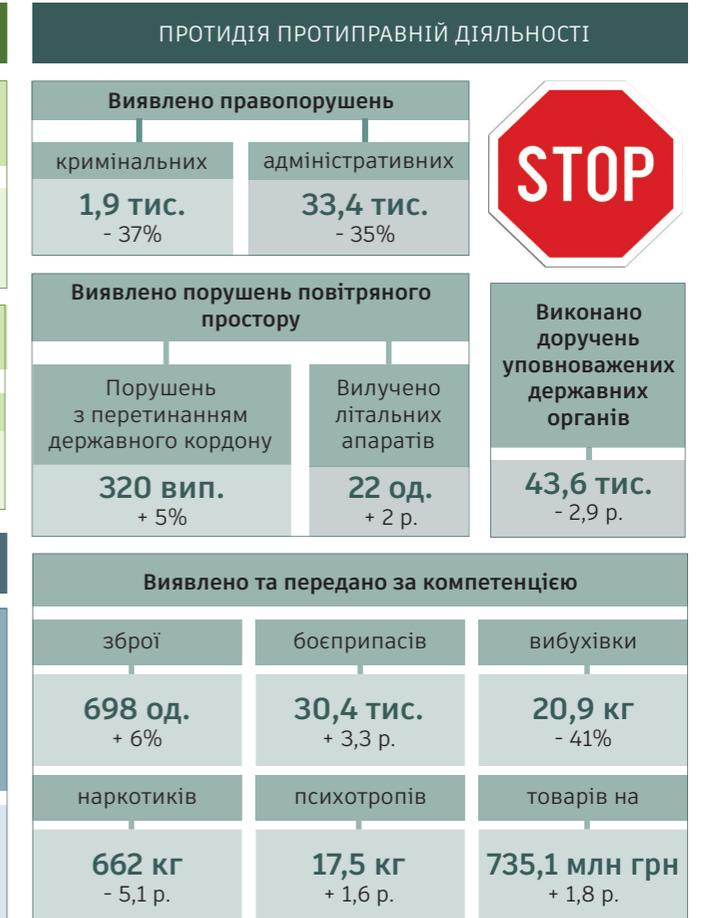 ПРОТИДІЯ ПРОТИПРАВНІЙ ДІЯЛЬНОСТІ
Виявлено правопорушень
кримінальних
1,9 тис.
- 37%
адміністративних
33,4 тис.
- 35%
STOP
Виявлено порушень повітряного
простору
Порушень
з перетинанням
державного кордону
320 вип.
+ 5%
Вилучено
літальних
апаратів
22 од.
+ 2 р.
Виконано
доручень
уповноважених
державних
органів
43,6 тис.
- 2,9 р.
Виявлено та передано за компетенцією
зброї
698 од.
+ 6%
боєприпасів
30,4 тис.
+ 3,3 р.
вибухівки
20,9 кг
- 41%
наркотиків
662 кг
- 5,1 р.
психотропів
17,5 кг
+ 1,6 р.
товарів на
735,1 млн грн
+ 1,8 р.